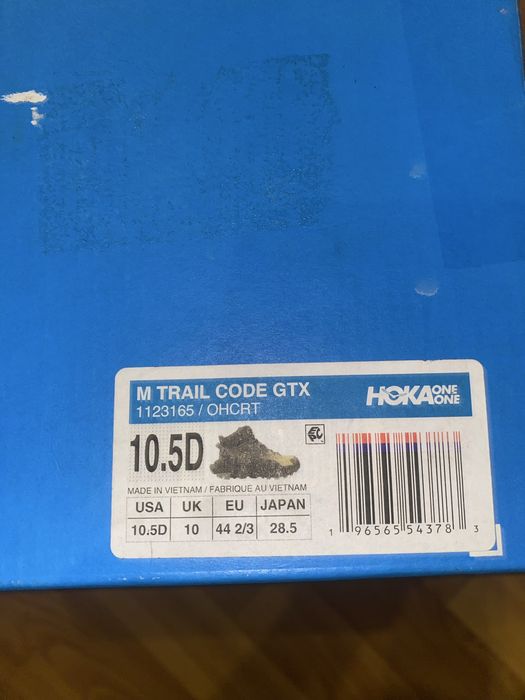 M TRAIL CODE GTX
1123165 / OHCRT
HOKA ONE ONE
10.5D
MADE IN VIETNAM / FABRIQUE AU VIETNAM
USA UK EU JAPAN
10.5D 10 44 2/3 28.5
1 96565 54378 3